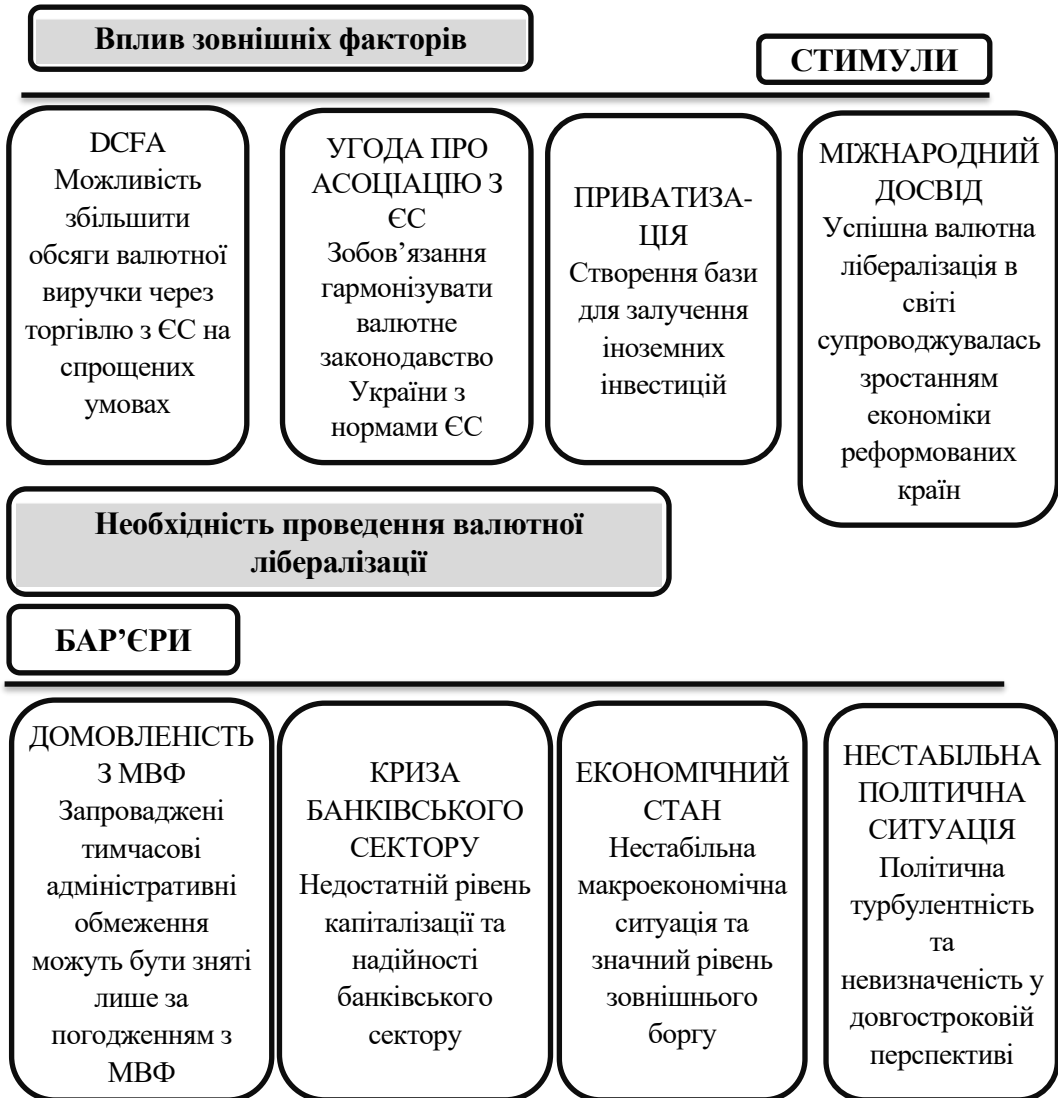 Вплив зовнішніх факторів
СТИМУЛИ
DCFA
Можливість
збільшити
обсяги валютної
виручки через
торгівлю з ЄС на
спрощених
умовах
УГОДА ПРО
АСОЦІАЦІЮ З
ЄС
Зобов’язання
гармонізувати
валютне
законодавство
України з
нормами ЄС
ПРИВАТИЗА-
ЦІЯ
Створення бази
для залучення
іноземних
інвестицій
МІЖНАРОДНИЙ
ДОСВІД
Успішна валютна
лібералізація в
світі
супроводжувалась
зростанням
економіки
реформованих
країн
Необхідність проведення валютної
лібералізації
БАР’ЄРИ
ДОМОВЛЕНІСТЬ
З МВФ
Запроваджені
тимчасові
адміністративні
обмеження
можуть бути зняті
лише за
погодженням з
МВФ
КРИЗА
БАНКІВСЬКОГО
СЕКТОРУ
Недостатній рівень
капіталізації та
надійності
банківського
сектору
ЕКОНОМІЧНИЙ
СТАН
Нестабільна
макроекономічна
ситуація та
значний рівень
зовнішнього
боргу
НЕСТАБІЛЬНА
ПОЛІТИЧНА
СИТУАЦІЯ
Політична
турбулентність
та
невизначеність у
довгостроковій
перспективі